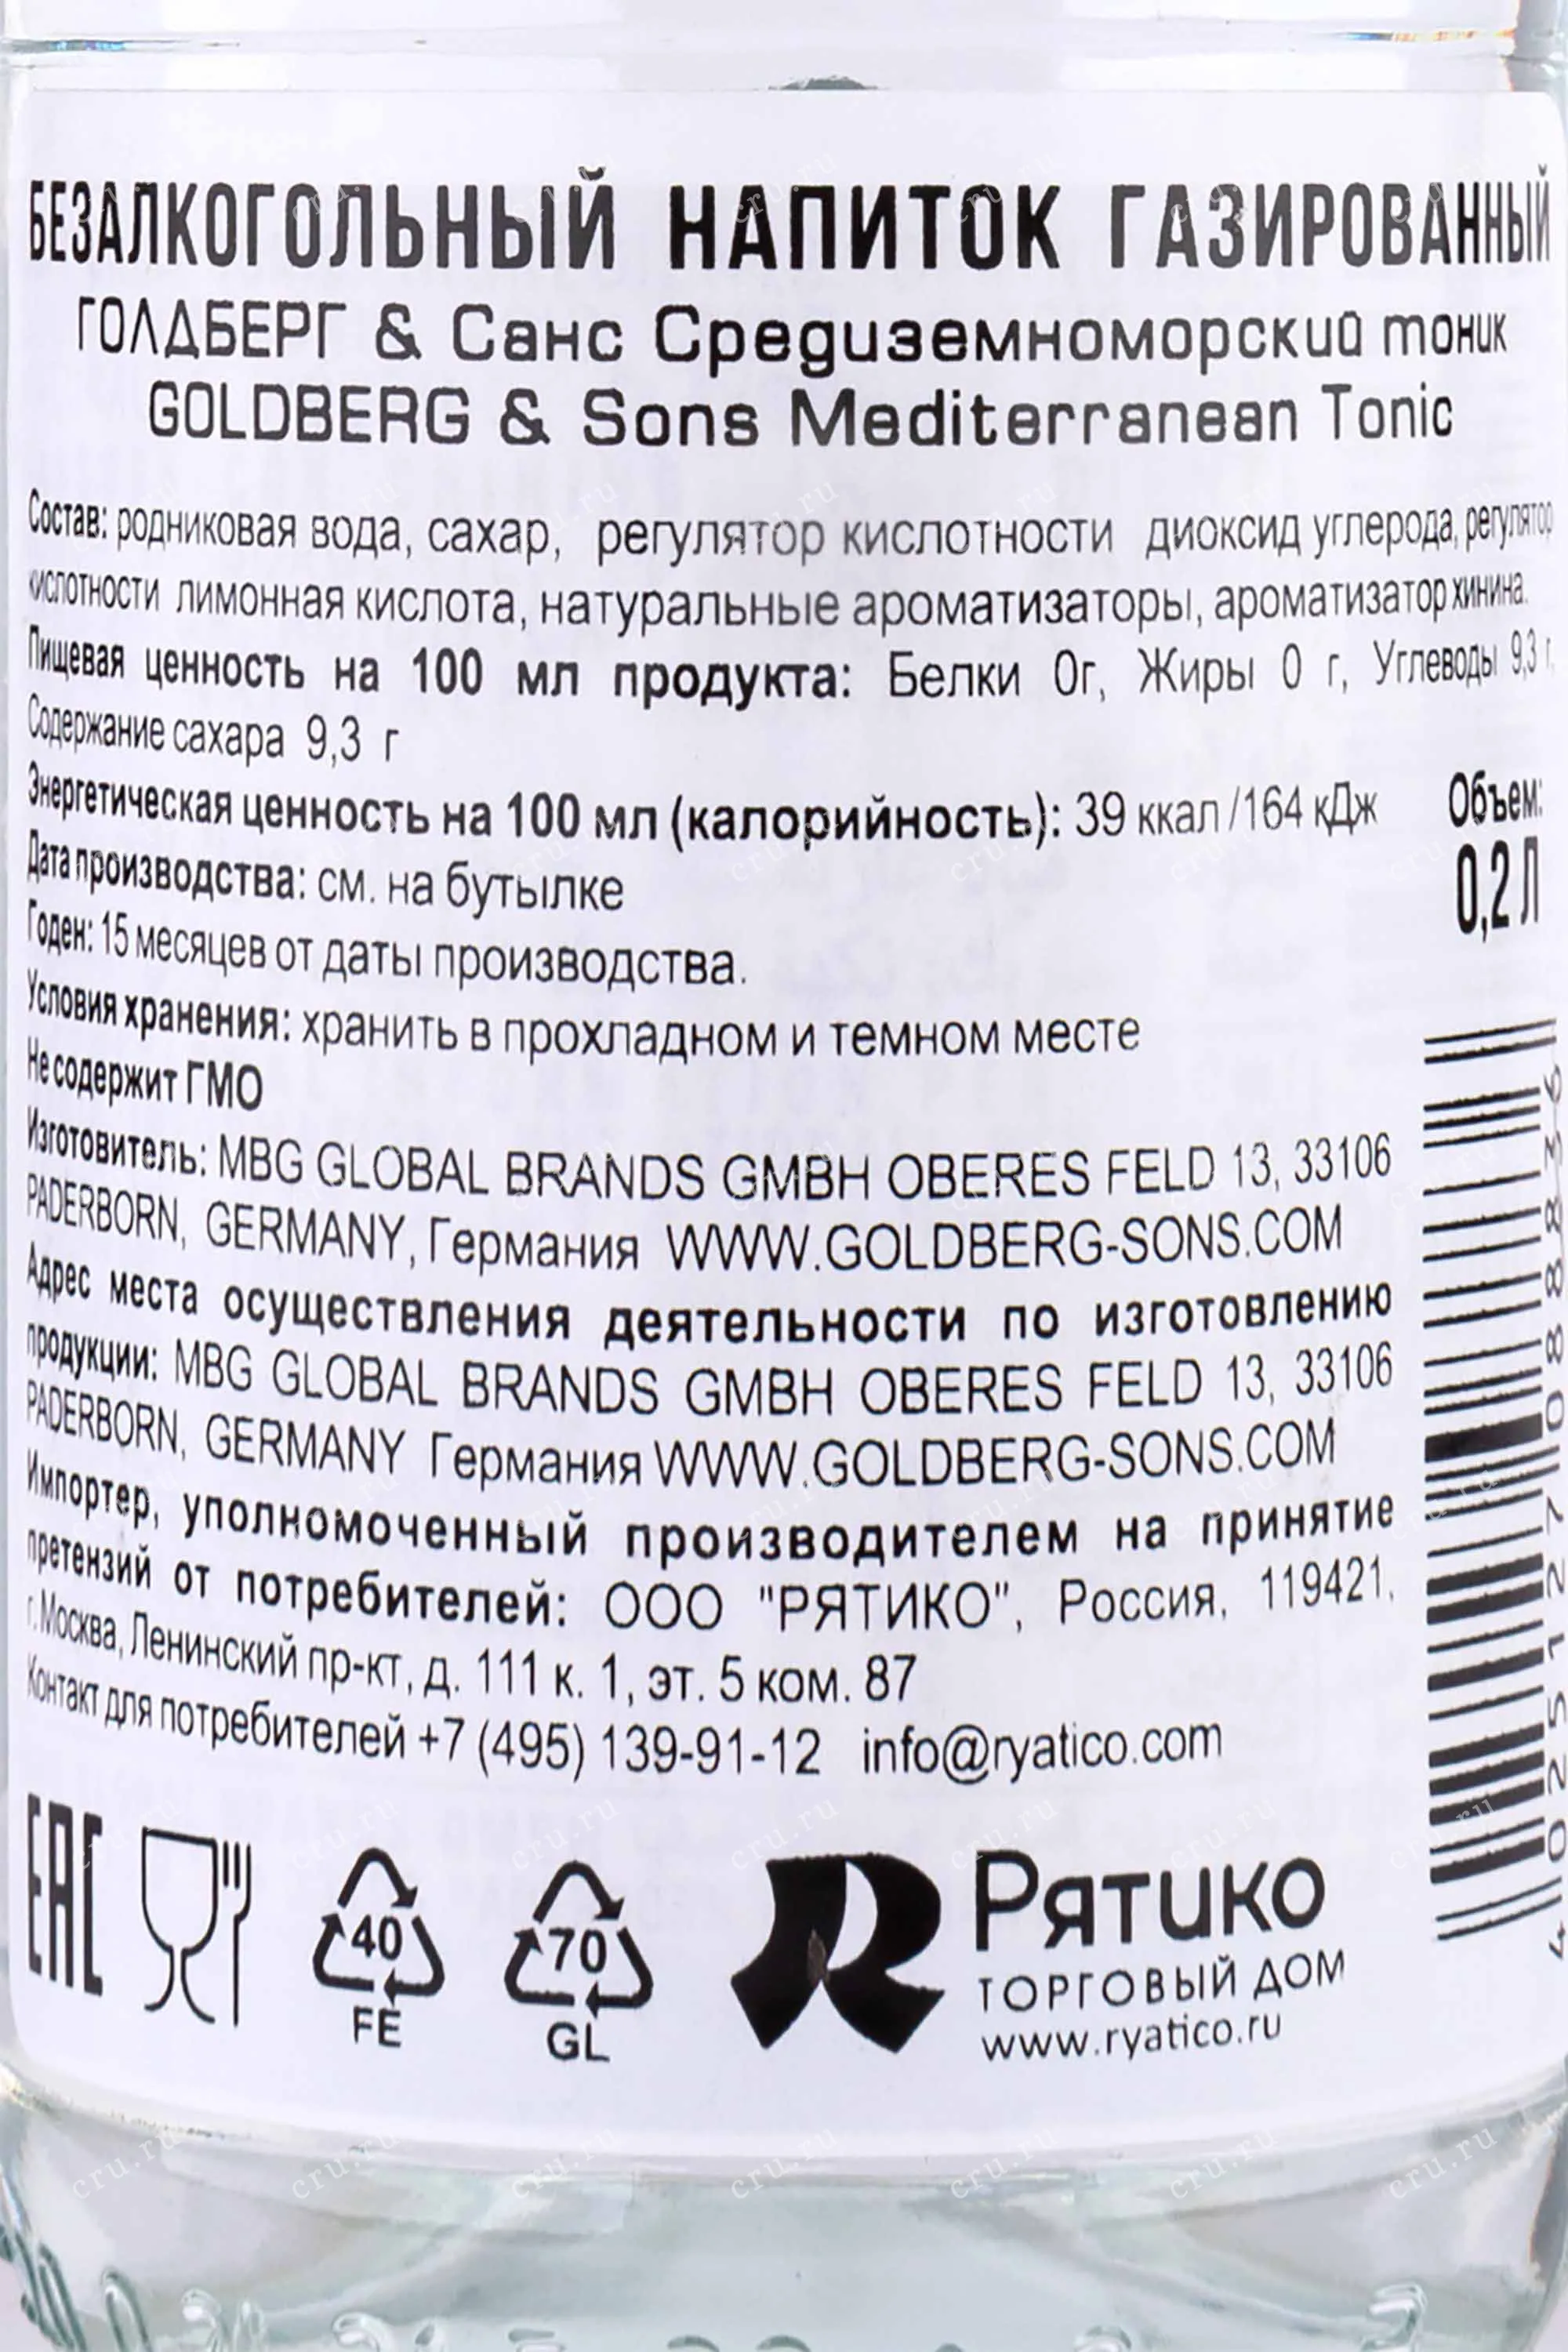 БЕЗАЛКОГОЛЬНЫЙ НАПИТОК ГАЗИРОВАННЫЙ
ГОЛДБЕРГ & Санс Средиземноморский тоник
GOLDBERG & Sons Mediterranean Tonic
Состав: родниковая вода, сахар, регулятор кислотности диоксид углерода, регулятор
кислотности лимонная кислота, натуральные ароматизаторы, ароматизатор хинина.
Пищевая ценность на 100 мл продукта: Белки 0г, Жиры 0 г, Углеводы 9,3 г,
Содержание сахара 9,3 г
Энергетическая ценность на 100 мл (калорийность): 39 ккал /164 кДж
Объем:
0,2 Л
Дата производства: см. на бутылке
Годен: 15 месяцев от даты производства.
Условия хранения: хранить в прохладном и темном месте
Не содержит ГМО
Изготовитель: MBG GLOBAL BRANDS GMBH OBERES FELD 13, 33106
PADERBORN, GERMANY, Германия WWW.GOLDBERG-SONS.COM
Адрес места осуществления деятельности по изготовлению
продукции: MBG GLOBAL BRANDS GMBH OBERES FELD 13, 33106
PADERBORN, GERMANY Германия WWW.GOLDBERG-SONS.COM
Импортер, уполномоченный производителем на принятие
претензий от потребителей: ООО "РЯТИКО", Россия, 119421,
г. Москва, Ленинский пр-кт, д. 111 к. 1, эт. 5 ком. 87
Контакт для потребителей +7 (495) 139-91-12 info@ryatico.com
4 025127 088836
ЕАС
40
FE
70
GL
Рятико
ТОРГОВЫЙ ДОМ
www.ryatico.ru
cru.ru